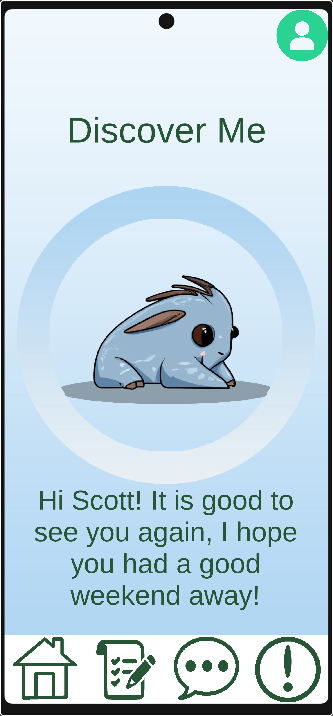 Discover Me
Hi Scott! It is good to
see you again, I hope
you had a good
weekend away!